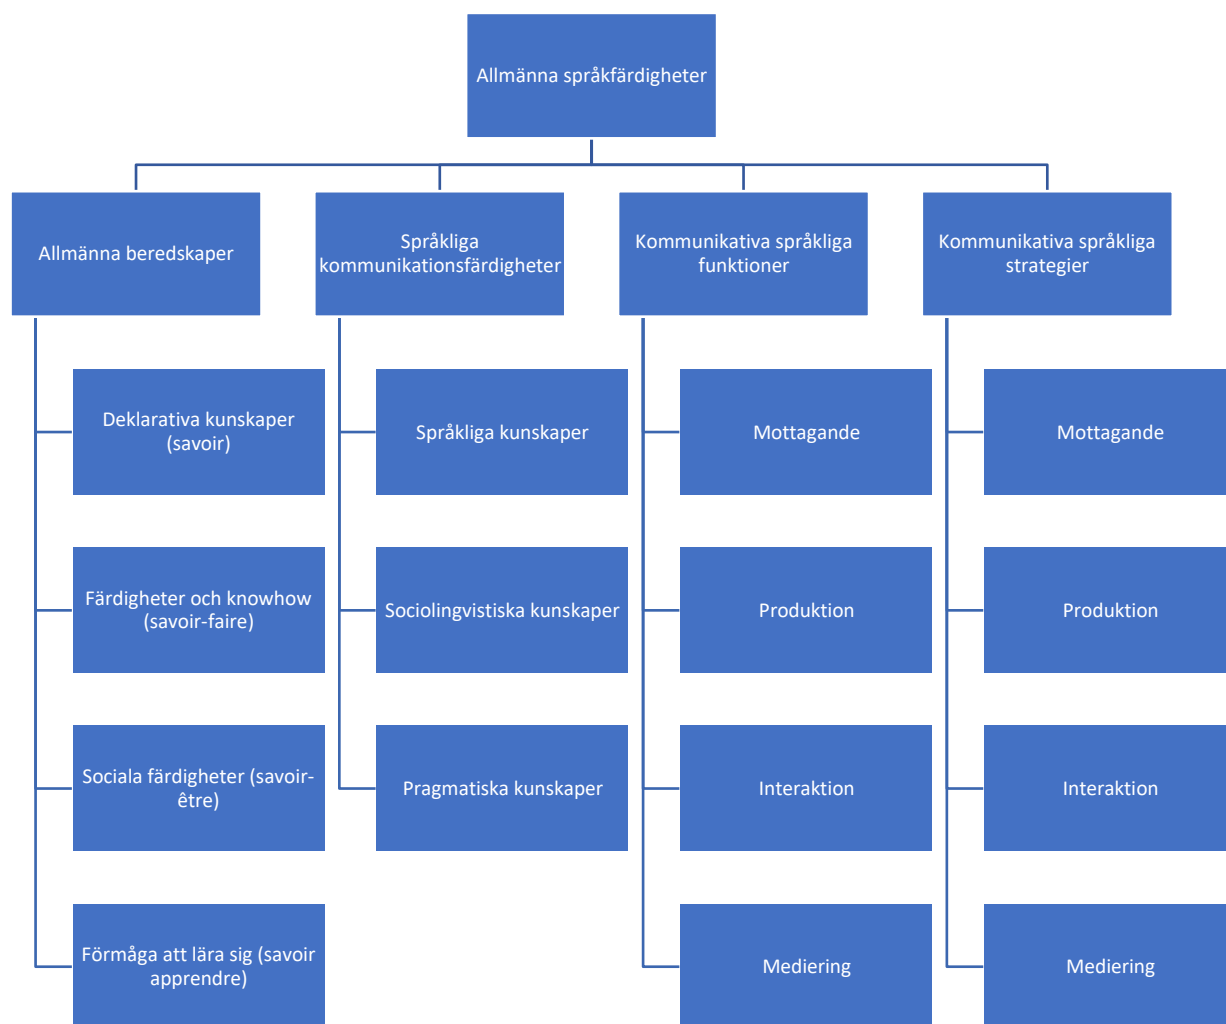 Allmänna språkfärdigheter
Allmänna beredskaper
Språkliga
kommunikationsfärdigheter
Kommunikativa språkliga
funktioner
Kommunikativa språkliga
strategier
Deklarativa kunskaper
(savoir)
Språkliga kunskaper
Mottagande
Mottagande
Färdigheter och knowhow
(savoir-faire)
Sociolingvistiska kunskaper
Produktion
Produktion
Sociala färdigheter (savoir-
être)
Pragmatiska kunskaper
Interaktion
Interaktion
Förmåga att lära sig (savoir
apprendre)
Mediering
Mediering